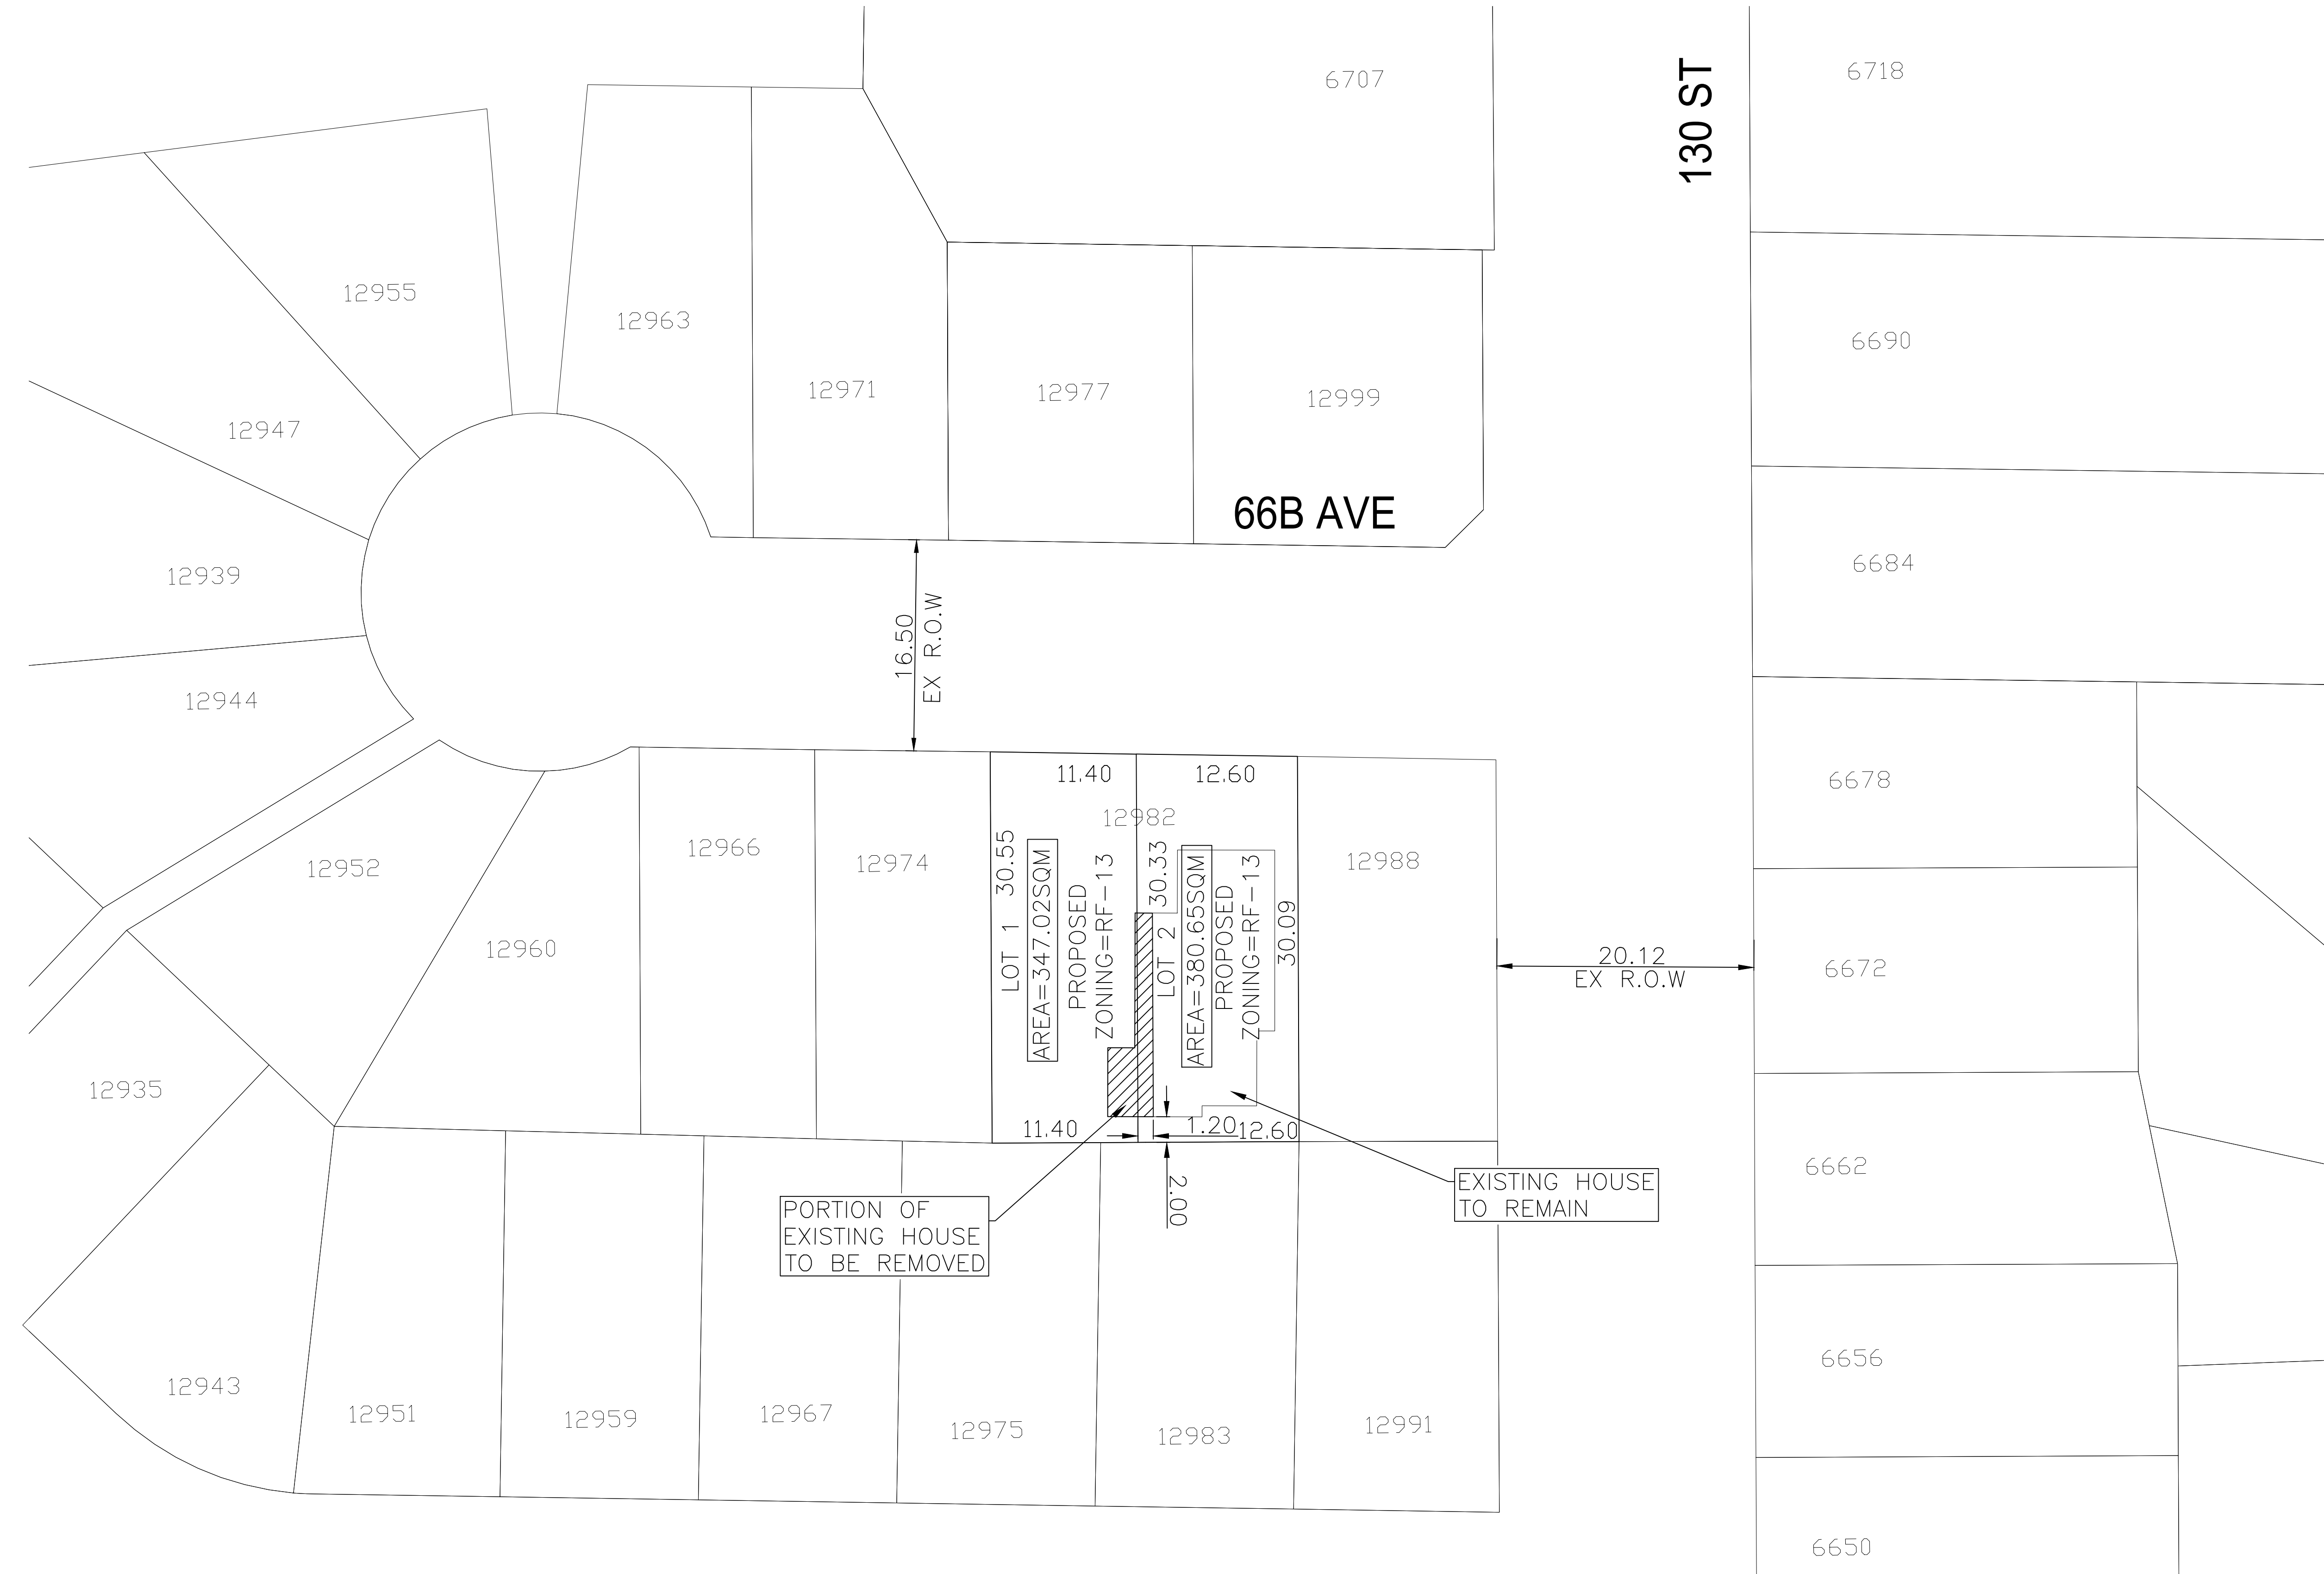 6707
130 ST
6718
12955
12963
6690
12971
12977
12999
12947
66B AVE
6684
12939
16.50
EX R.O.W
12944
11.40
12.60
6678
12982
12952
12966
12974
LOT 1 30.55
AREA=347.02SQM
PROPOSED
ZONING=RF-13
LOT 2 30.33
AREA=380.65SQM
PROPOSED
ZONING=RF-13
30.09
12988
12960
20.12
EX R.O.W
6672
12935
11.40
1.20
12.60
2.00
6662
PORTION OF
EXISTING HOUSE
TO BE REMOVED
EXISTING HOUSE
TO REMAIN
6656
12943
12951
12959
12967
12975
12983
12991
6650